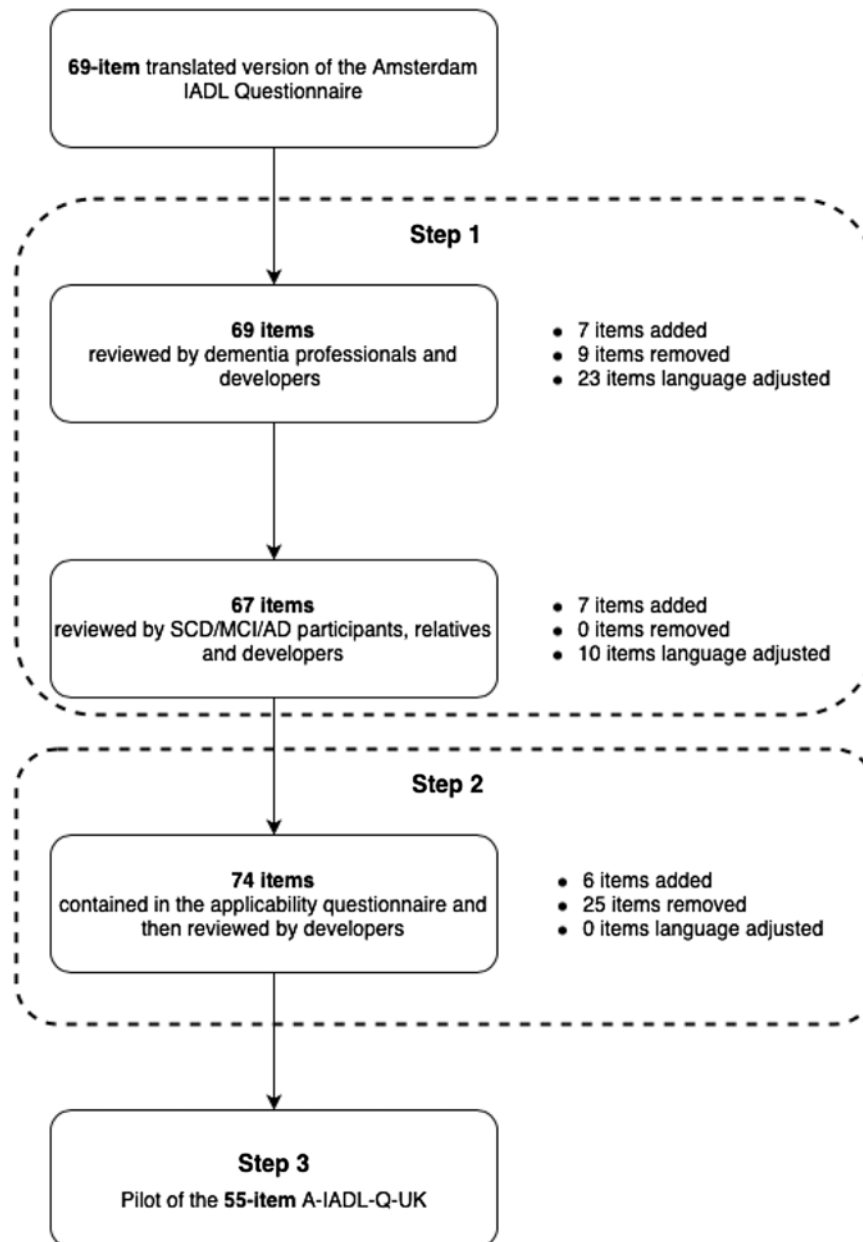 69-item translated version of the Amsterdam
IADL Questionnaire
Step 1
69 items
reviewed by dementia professionals and
developers
• 7 items added
• 9 items removed
• 23 items language adjusted
67 items
reviewed by SCD/MCI/AD participants, relatives
and developers
• 7 items added
• 0 items removed
• 10 items language adjusted
Step 2
74 items
contained in the applicability questionnaire and
then reviewed by developers
• 6 items added
• 25 items removed
• 0 items language adjusted
Step 3
Pilot of the 55-item A-IADL-Q-UK